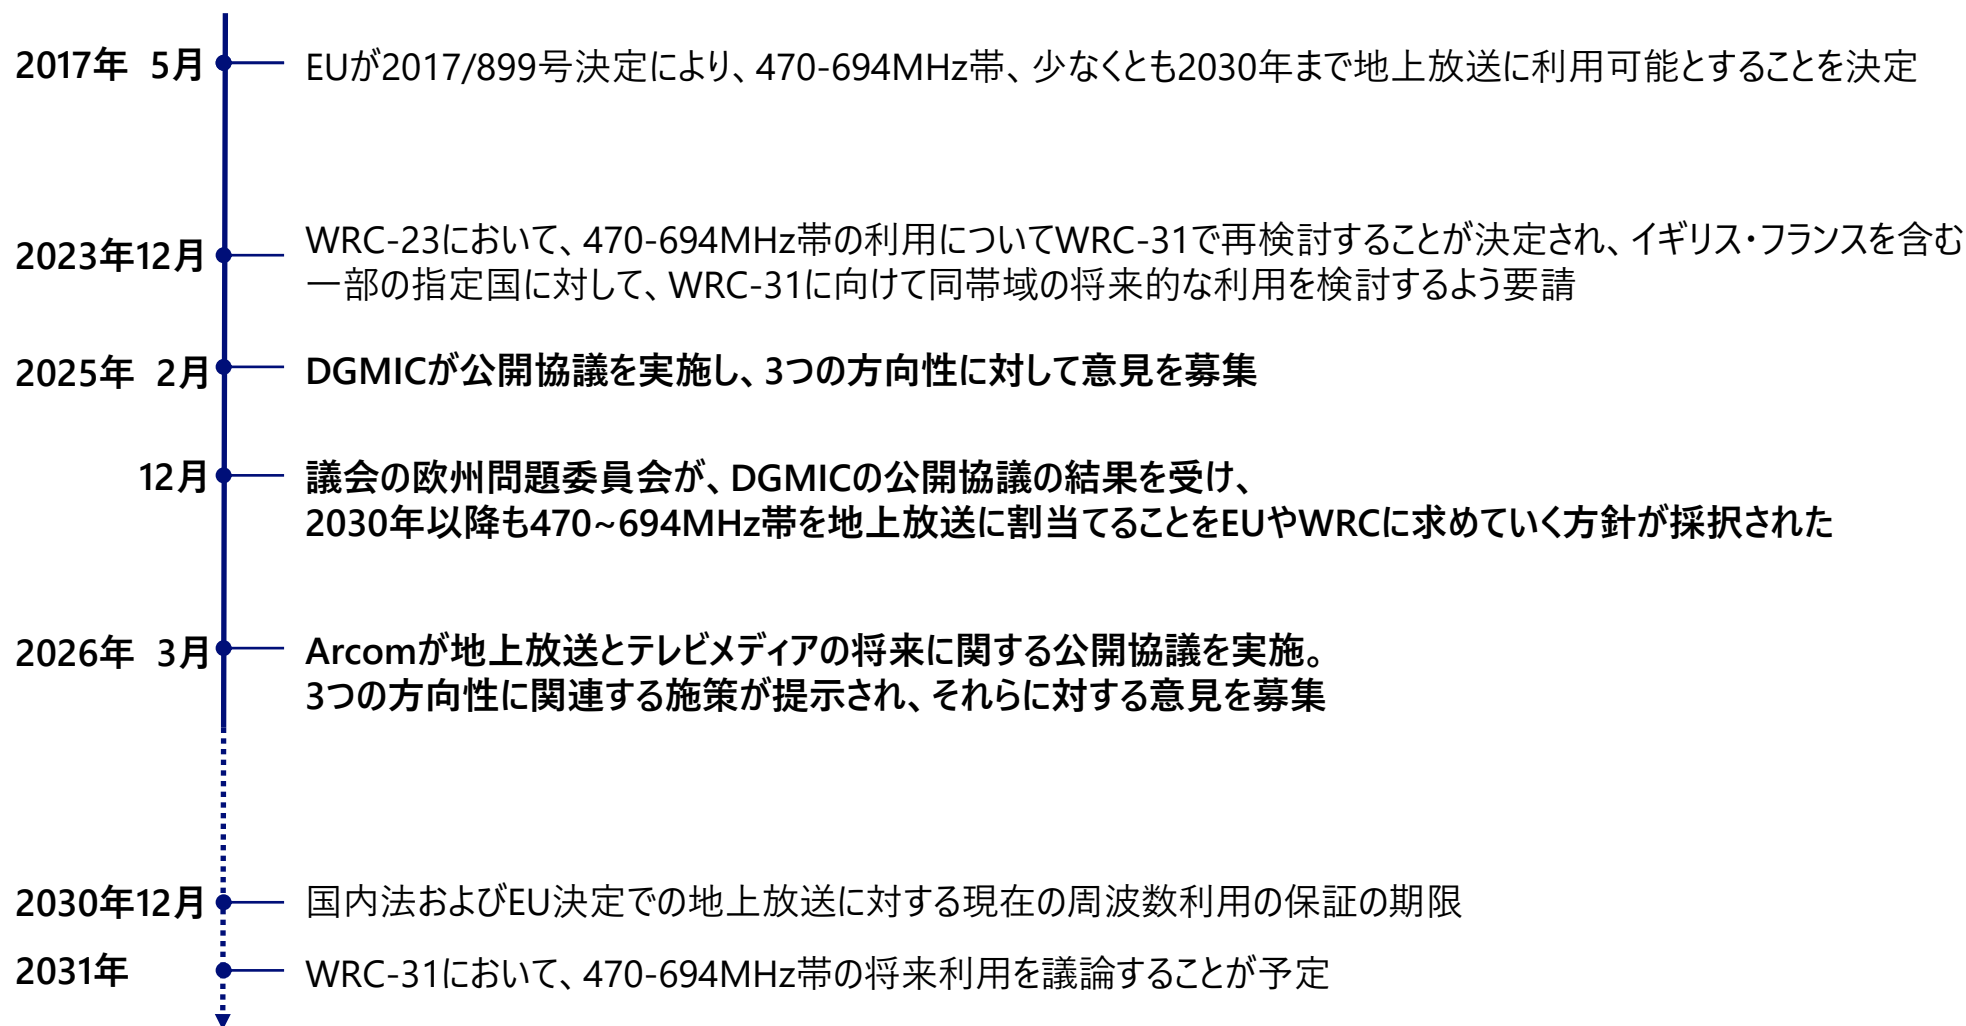 2017年 5月 EUが2017/899号決定により、470-694MHz帯、少なくとも2030年まで地上放送に利用可能とすることを決定
2023年12月 WRC-23において、470-694MHz帯の利用についてWRC-31で再検討することが決定され、イギリス・フランスを含む
一部の指定国に対して、WRC-31に向けて同帯域の将来的な利用を検討するよう要請
2025年 2月 DGMICが公開協議を実施し、3つの方向性に対して意見を募集
12月 議会の欧州問題委員会が、DGMICの公開協議の結果を受け、
2030年以降も470~694MHz帯を地上放送に割当てることをEUやWRCに求めていく方針が採択された
2026年 3月 Arcomが地上放送とテレビメディアの将来に関する公開協議を実施。
3つの方向性に関連する施策が提示され、それらに対する意見を募集
2030年12月 国内法およびEU決定での地上放送に対する現在の周波数利用の保証の期限
2031年 WRC-31において、470-694MHz帯の将来利用を議論することが予定